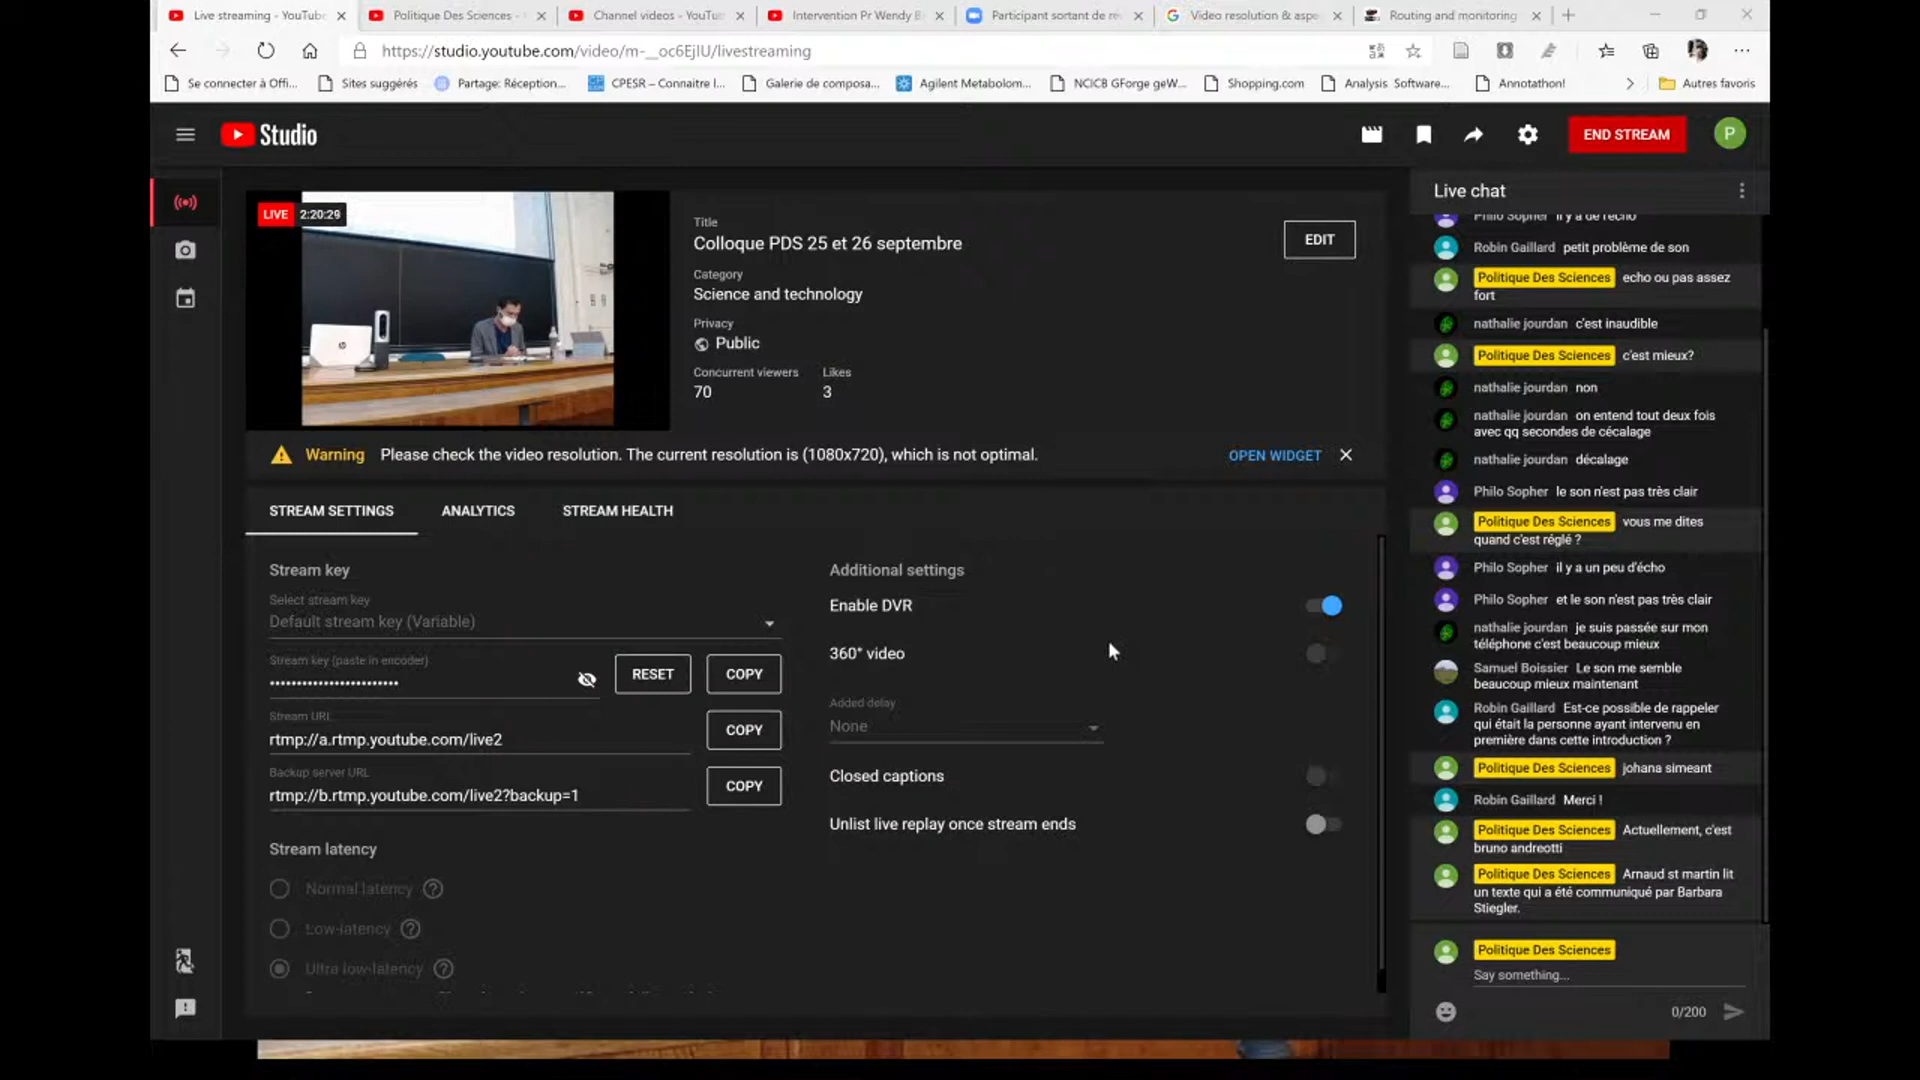 Live streaming - YouTube
Politique Des Sciences -
Channel videos - YouTu
Intervention Pr Wendy B
Participant sortant de ré
Video resolution & aspe
Routing and monitoring
https://studio.youtube.com/video/m-__oc6EjIU/livestreaming
Se connecter à Offi...
Sites suggérés
Partage: Réception...
CPESR – Connaitre l...
Galerie de composa...
Agilent Metabolom...
NCICB GForge geW...
Shopping.com
Analysis Software...
Annotathon!
Autres favoris
Studio
END STREAM
P
LIVE 2:20:29
Title
Colloque PDS 25 et 26 septembre
EDIT
Category
Science and technology
Privacy
Public
Concurrent viewers
70
Likes
3
Warning Please check the video resolution. The current resolution is (1080x720), which is not optimal.
OPEN WIDGET
STREAM SETTINGS
ANALYTICS
STREAM HEALTH
Stream key
Select stream key
Default stream key (Variable)
Stream key (paste in encoder)
••••••••••••••••••••••••
RESET
COPY
Stream URL
rtmp://a.rtmp.youtube.com/live2
COPY
Backup server URL
rtmp://b.rtmp.youtube.com/live2?backup=1
COPY
Stream latency
Normal latency
Low-latency
Ultra low-latency
Additional settings
Enable DVR
360° video
Added delay
None
Closed captions
Unlist live replay once stream ends
Live chat
Philo Sopher il y a de l'écho
Robin Gaillard petit problème de son
Politique Des Sciences echo ou pas assez
fort
nathalie jourdan c'est inaudible
Politique Des Sciences c'est mieux?
nathalie jourdan non
nathalie jourdan on entend tout deux fois
avec qq secondes de cécalage
nathalie jourdan décalage
Philo Sopher le son n'est pas très clair
Politique Des Sciences vous me dites
quand c'est réglé ?
Philo Sopher il y a un peu d'écho
Philo Sopher et le son n'est pas très clair
nathalie jourdan je suis passée sur mon
téléphone c'est beaucoup mieux
Samuel Boissier Le son me semble
beaucoup mieux maintenant
Robin Gaillard Est-ce possible de rappeler
qui était la personne ayant intervenu en
première dans cette introduction ?
Politique Des Sciences johana simeant
Robin Gaillard Merci !
Politique Des Sciences Actuellement, c'est
bruno andreotti
Politique Des Sciences Arnaud st martin lit
un texte qui a été communiqué par Barbara
Stiegler.
Politique Des Sciences
Say something...
0/200